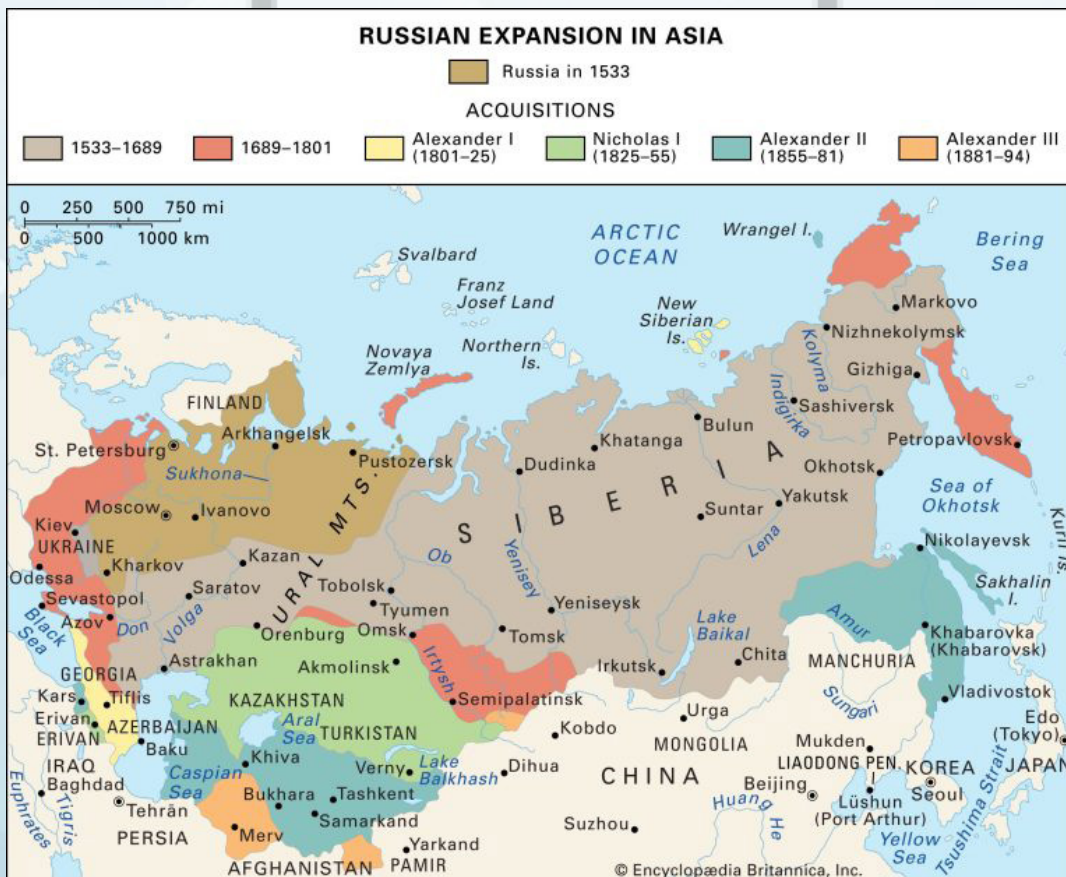 RUSSIAN EXPANSION IN ASIA
Russia in 1533
ACQUISITIONS
1533–1689
1689–1801
Alexander I
(1801–25)
Nicholas I
(1825–55)
Alexander II
(1855–81)
Alexander III
(1881–94)
0 250 500 750 mi
0 500 1000 km
ARCTIC
OCEAN
Wrangel I.
Bering
Sea
Svalbard
Franz
Josef Land
New
Siberian
Is.
Markovo
Novaya
Zemlya
Northern
Is.
Nizhnekolymsk
Kolyma
Gizhiga
Indigirka
FINLAND
Sashiversk
Bulun
St. Petersburg
Arkhangelsk
Khatanga
Petropavlovsk
Pustozersk
Dudinka
Okhotsk
Sukhona
URAL MTS.
SIBERIA
Yakutsk
Sea of
Okhotsk
Moscow
Ivanovo
Suntar
Kiev
UKRAINE
Ob
Yenisey
Lena
Nikolayevsk
Kuril Is.
Kazan
Kharkov
Odessa
Saratov
Tobolsk
Sakhalin
I.
Sevastopol
Tyumen
Yeniseysk
Lake
Baikal
Amur
Black
Sea
Azov
Don
Volga
Orenburg
Omsk
Tomsk
Khabarovka
(Khabarovsk)
Astrakhan
Akmolinsk
Irtysh
Irkutsk
Chita
MANCHURIA
GEORGIA
Kars
Tiflis
KAZAKHSTAN
Semipalatinsk
Sungari
Vladivostok
Erivan
ERIVAN
AZERBAIJAN
Aral
Sea
TURKISTAN
Kobdo
Urga
Edo
(Tokyo)
Baku
MONGOLIA
Mukden
IRAQ
Baghdad
Caspian
Sea
Khiva
Verny
Lake
Balkhash
Dihua
CHINA
LIAODONG PEN.
KOREA
JAPAN
Tehrān
Bukhara
Tashkent
Beijing
Seoul
Euphrates
Tigris
Samarkand
Huang He
Lüshun
(Port Arthur)
Tsushima Strait
PERSIA
Merv
Suzhou
Yarkand
Yellow
Sea
AFGHANISTAN
PAMIR
© Encyclopædia Britannica, Inc.